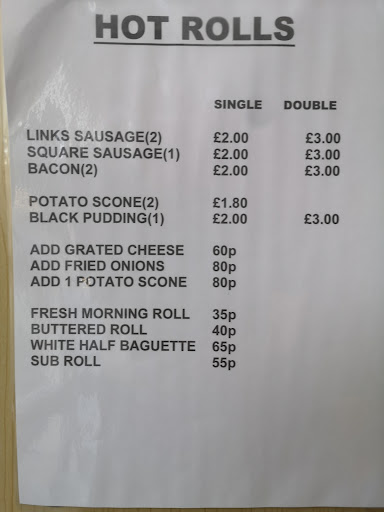 HOT ROLLS
SINGLE DOUBLE
LINKS SAUSAGE(2) £2.00 £3.00
SQUARE SAUSAGE(1) £2.00 £3.00
BACON(2) £2.00 £3.00
POTATO SCONE(2) £1.80
BLACK PUDDING(1) £2.00 £3.00
ADD GRATED CHEESE 60p
ADD FRIED ONIONS 80p
ADD 1 POTATO SCONE 80p
FRESH MORNING ROLL 35p
BUTTERED ROLL 40p
WHITE HALF BAGUETTE 65p
SUB ROLL 55p